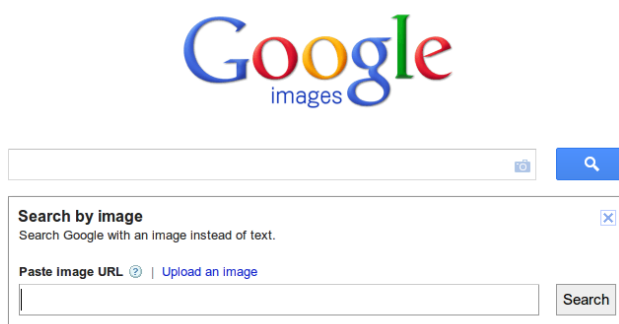 Google
images
Search by image
Search Google with an image instead of text.
Paste image URL ? | Upload an image
Search